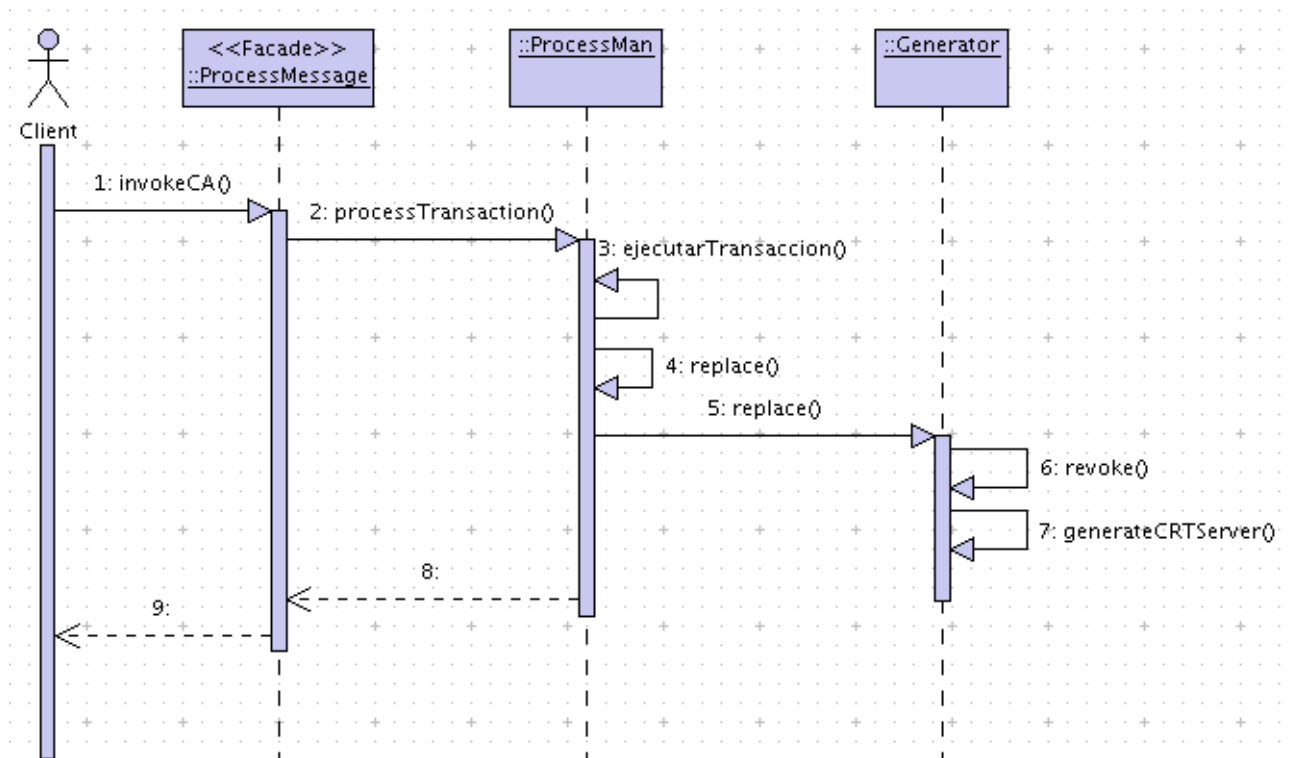 <<Facade>>
::ProcessMessage
::ProcessMan
::Generator
Client
1: invokeCA()
2: processTransaction()
3: ejecutarTransaccion()
4: replace()
5: replace()
6: revoke()
7: generateCRTServer()
8:
9: